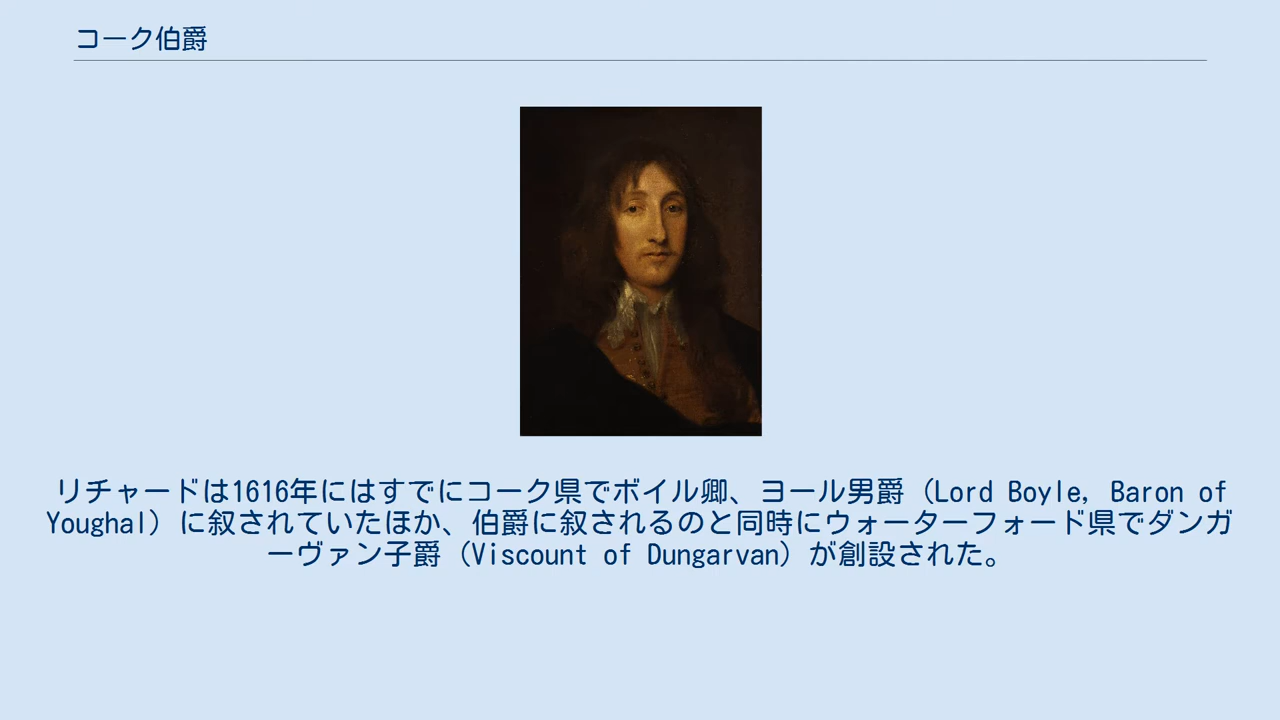 コーク伯爵
リチャードは1616年にはすでにコーク県でボイル卿、ヨール男爵（Lord Boyle, Baron of
Youghal）に叙されていたほか、伯爵に叙されるのと同時にウォーターフォード県でダンガ
ーヴァン子爵（Viscount of Dungarvan）が創設された。